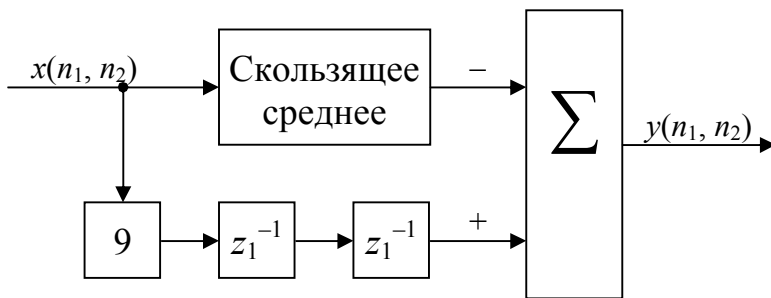 x(n₁, n₂)
Скользящее
среднее
−
∑
y(n₁, n₂)
9
z₁⁻¹
z₁⁻¹
+